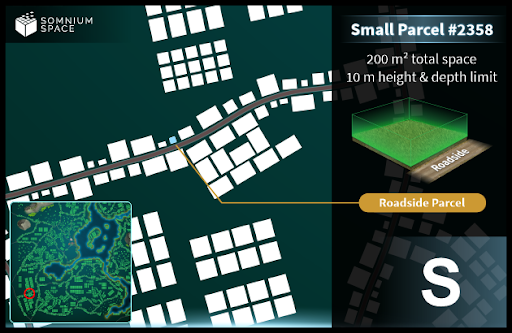 SOMNIUM
SPACE
Small Parcel #2358
200 m² total space
10 m height & depth limit
Roadside
Roadside Parcel
S